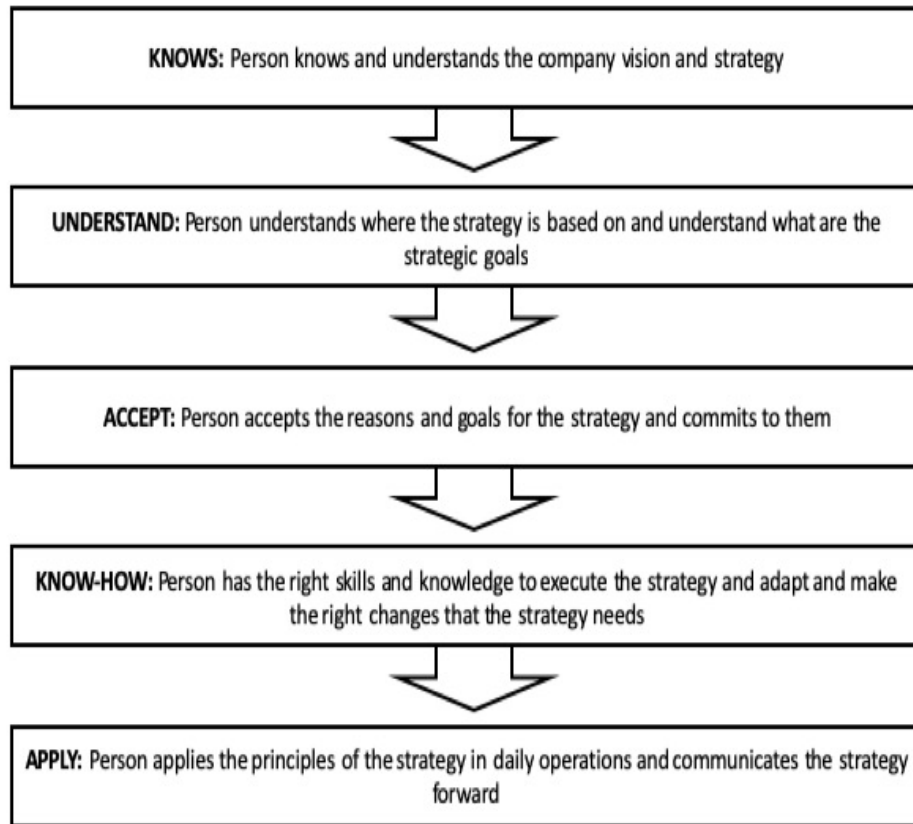 KNOWS: Person knows and understands the company vision and strategy
UNDERSTAND: Person understands where the strategy is based on and understand what are the
strategic goals
ACCEPT: Person accepts the reasons and goals for the strategy and commits to them
KNOW-HOW: Person has the right skills and knowledge to execute the strategy and adapt and make
the right changes that the strategy needs
APPLY: Person applies the principles of the strategy in daily operations and communicates the strategy
forward